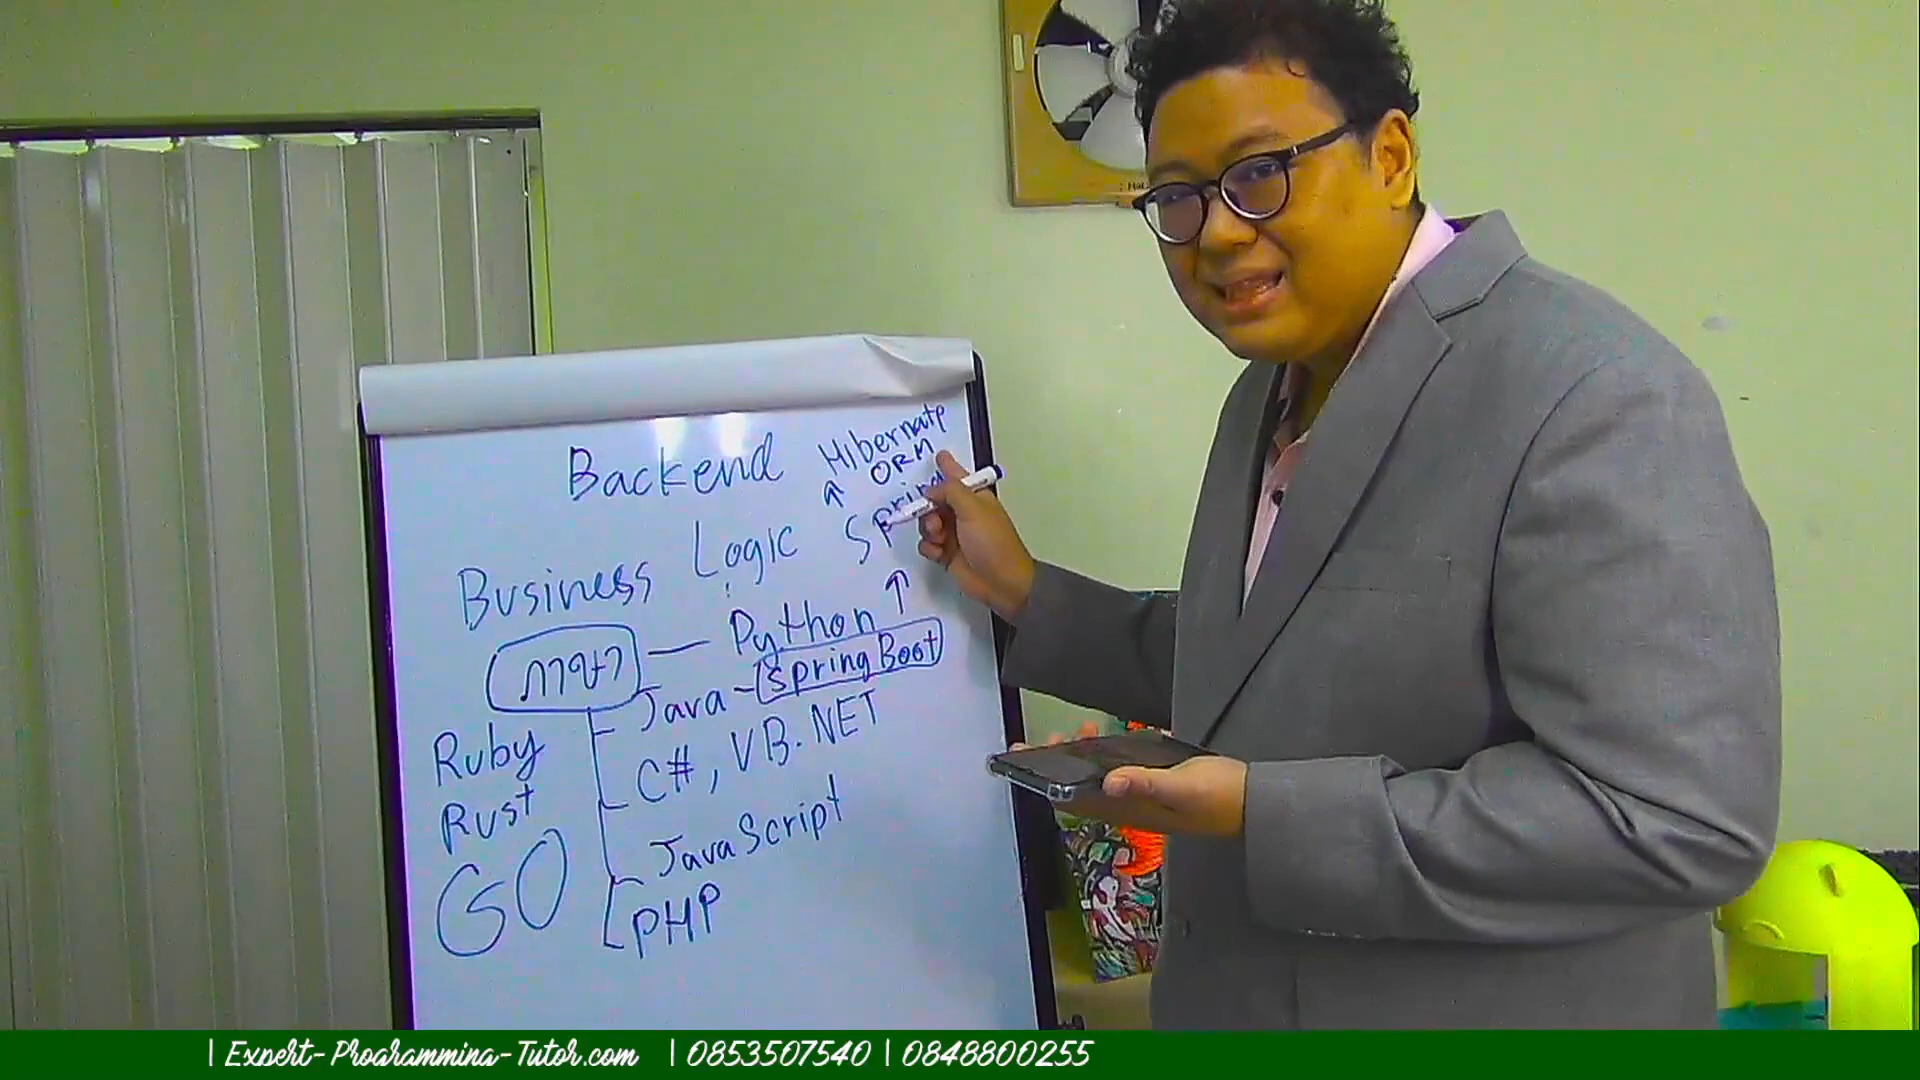 Backend
Hibernate
ORM
Spring
Business Logic
ภาษา
Python
Java - Spring Boot
C#, VB.NET
JavaScript
PHP
Ruby
Rust
GO
| Expert-Programming-Tutor.com | 0853507540 | 0848800255